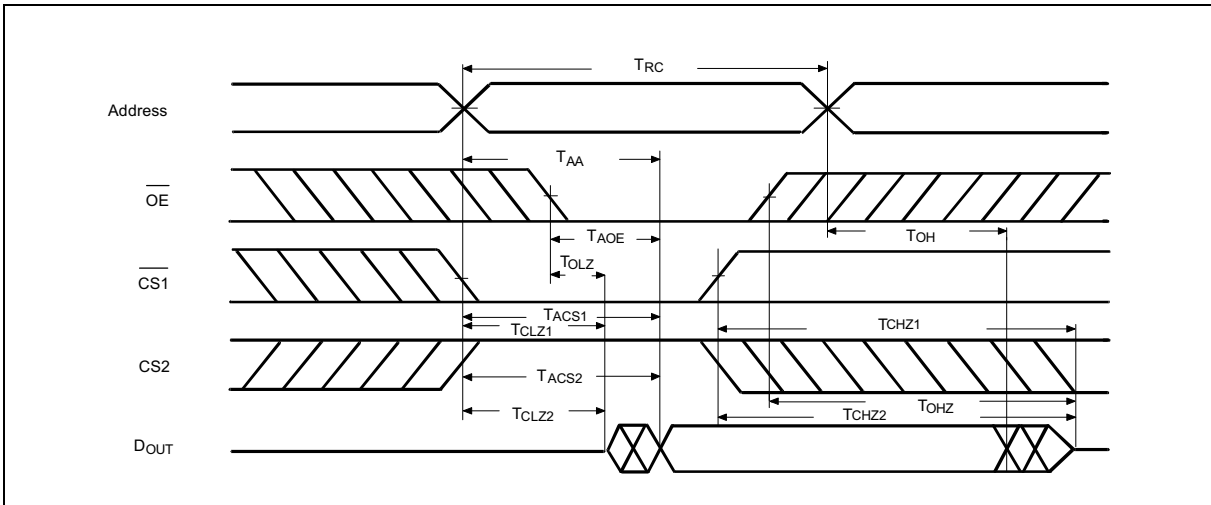 TRC
Address
TAA
OE
TAOE
TOH
TOLZ
CS1
TACS1
TCLZ1
TCHZ1
CS2
TACS2
TOHZ
TCLZ2
TCHZ2
DOUT